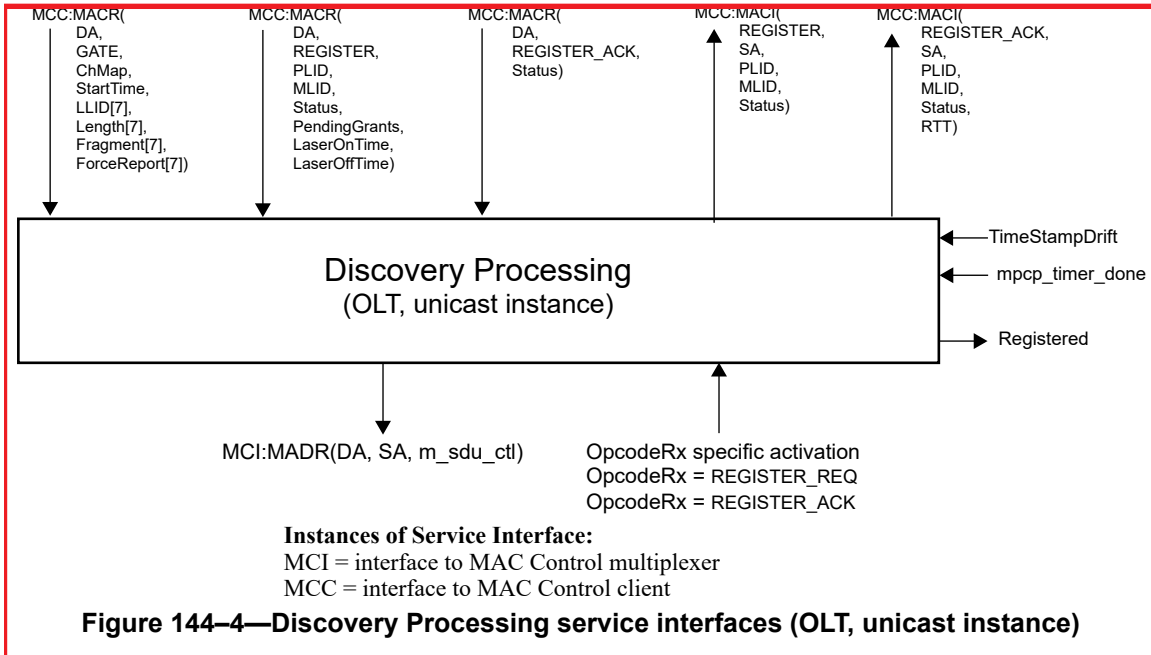 MCC:MACR(
DA,
GATE,
ChMap,
StartTime,
LLID[7],
Length[7],
Fragment[7],
ForceReport[7])
MCC:MACR(
DA,
REGISTER,
PLID,
MLID,
Status,
PendingGrants,
LaserOnTime,
LaserOffTime)
MCC:MACR(
DA,
REGISTER_ACK,
Status)
MCC:MACI(
REGISTER,
SA,
PLID,
MLID,
Status)
MCC:MACI(
REGISTER_ACK,
SA,
PLID,
MLID,
Status,
RTT)
Discovery Processing
(OLT, unicast instance)
TimeStampDrift
mpcp_timer_done
Registered
MCI:MADR(DA, SA, m_sdu_ctl)
OpcodeRx specific activation
OpcodeRx = REGISTER_REQ
OpcodeRx = REGISTER_ACK
Instances of Service Interface:
MCI = interface to MAC Control multiplexer
MCC = interface to MAC Control client
Figure 144–4—Discovery Processing service interfaces (OLT, unicast instance)